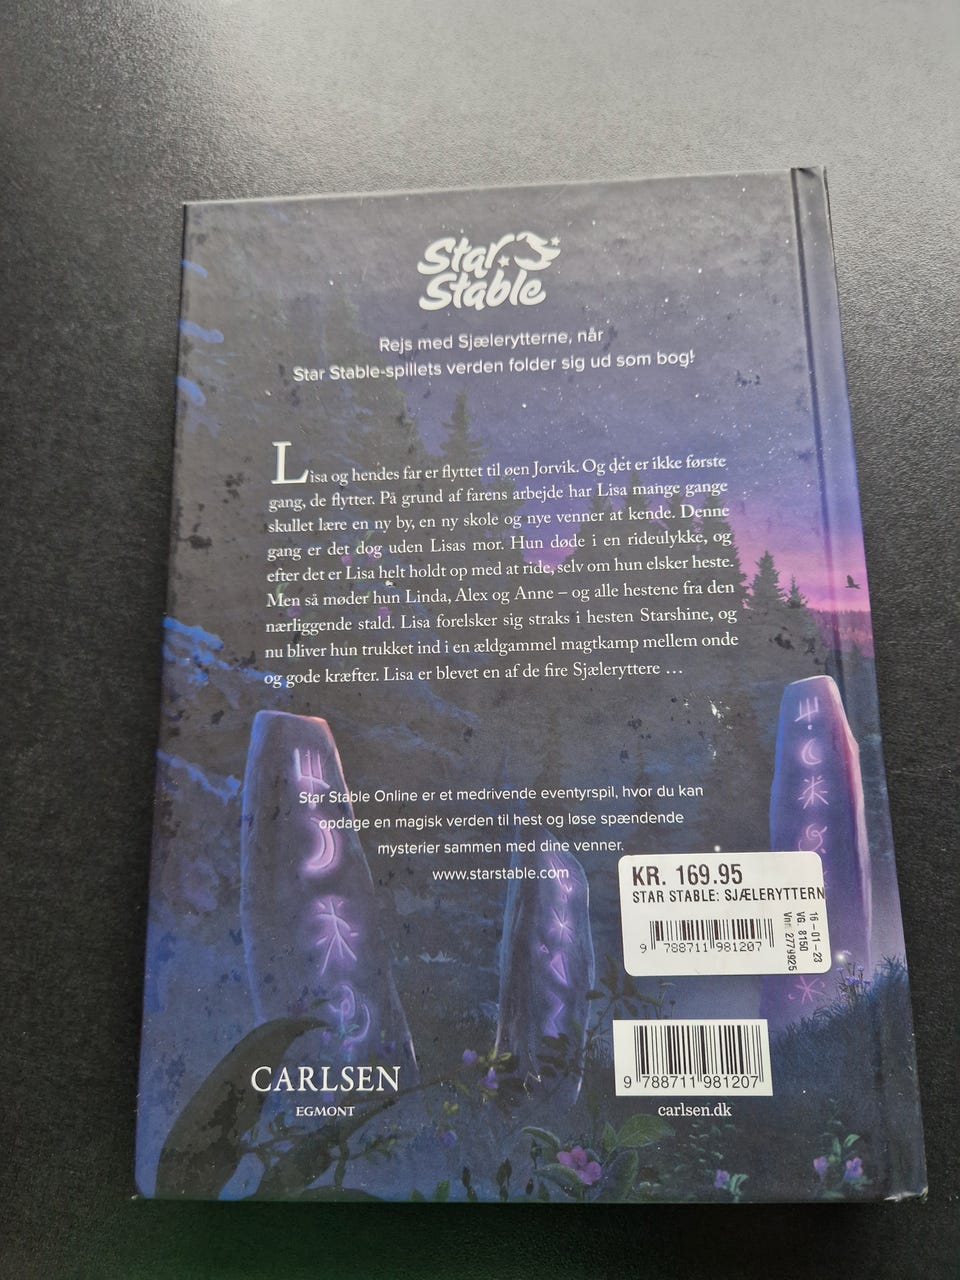 Star
Stable
Rejs med Sjælerytterne, når
Star Stable-spillets verden folder sig ud som bog!
Lisa og hendes far er flyttet til øen Jorvik. Og det er ikke første
gang, de flytter. På grund af farens arbejde har Lisa mange gange
skullet lære en ny by, en ny skole og nye venner at kende. Denne
gang er det dog uden Lisas mor. Hun døde i en rideulykke, og
efter det er Lisa helt holdt op med at ride, selv om hun elsker heste.
Men så møder hun Linda, Alex og Anne – og alle hestene fra den
nærliggende stald. Lisa forelsker sig straks i hesten Starshine, og
nu bliver hun trukket ind i en ældgammel magtkamp mellem onde
og gode kræfter. Lisa er blevet en af de fire Sjæleryttere …
Star Stable Online er et medrivende eventyrspil, hvor du kan
opdage en magisk verden til hest og løse spændende
mysterier sammen med dine venner.
www.starstable.com
KR. 169.95
STAR STABLE: SJÆLERYTTERN
9 788711 981207
16-01-23
VG 8150
Vnr. 2779925
9 788711 981207
carlsen.dk
CARLSEN
EGMONT